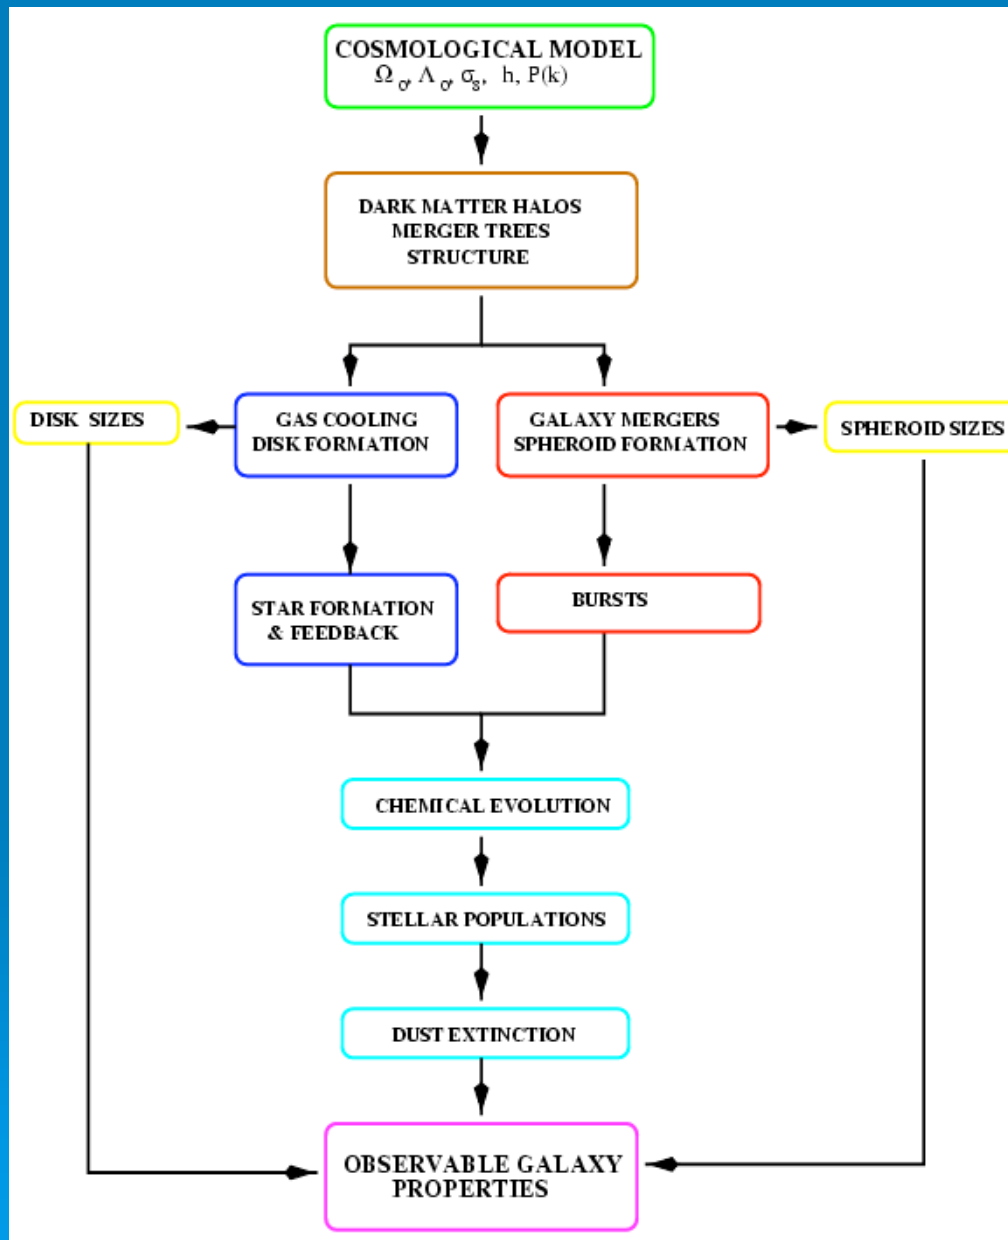 COSMOLOGICAL MODEL
Ω₀, Λ₀, σ₈, h, P(k)
DARK MATTER HALOS
MERGER TREES
STRUCTURE
DISK SIZES
GAS COOLING
DISK FORMATION
GALAXY MERGERS
SPHEROID FORMATION
SPHEROID SIZES
STAR FORMATION
& FEEDBACK
BURSTS
CHEMICAL EVOLUTION
STELLAR POPULATIONS
DUST EXTINCTION
OBSERVABLE GALAXY
PROPERTIES